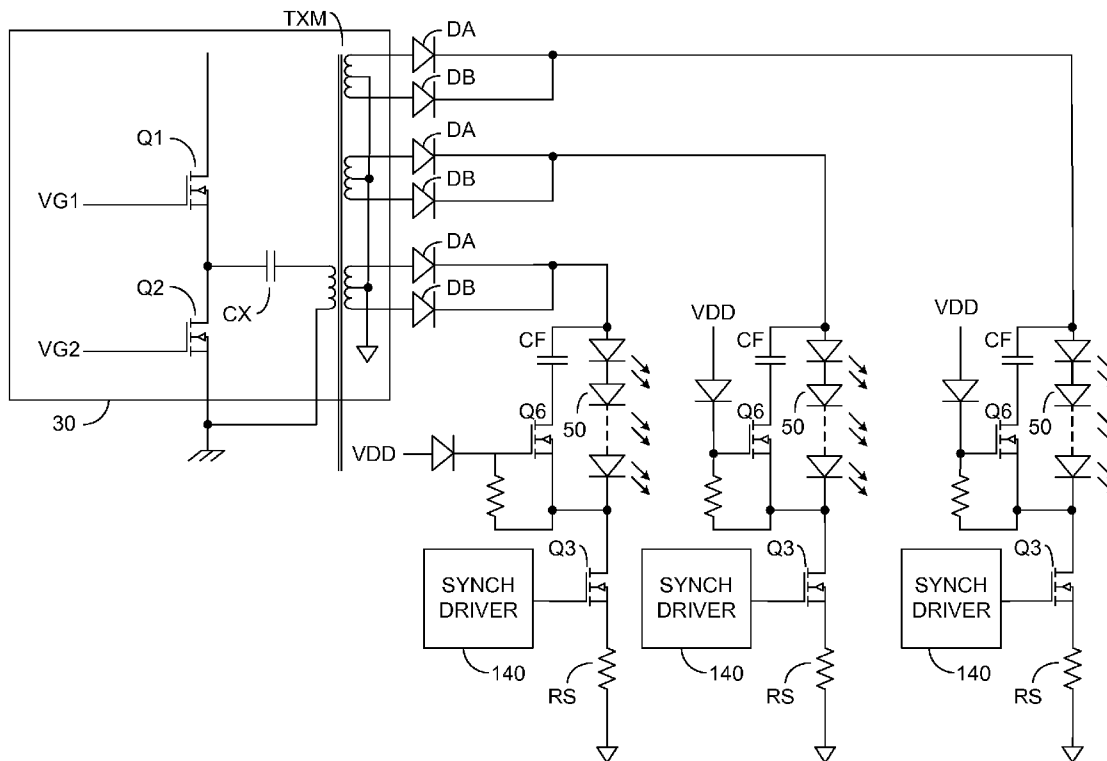 TXM
DA
DB
Q1
DA
VG1
DB
DA
Q2
DB
CX
VG2
VDD
VDD
CF
CF
CF
30
Q6
50
Q6
50
Q6
50
VDD
Q3
Q3
Q3
SYNCH
DRIVER
SYNCH
DRIVER
SYNCH
DRIVER
140
RS
140
RS
140
RS